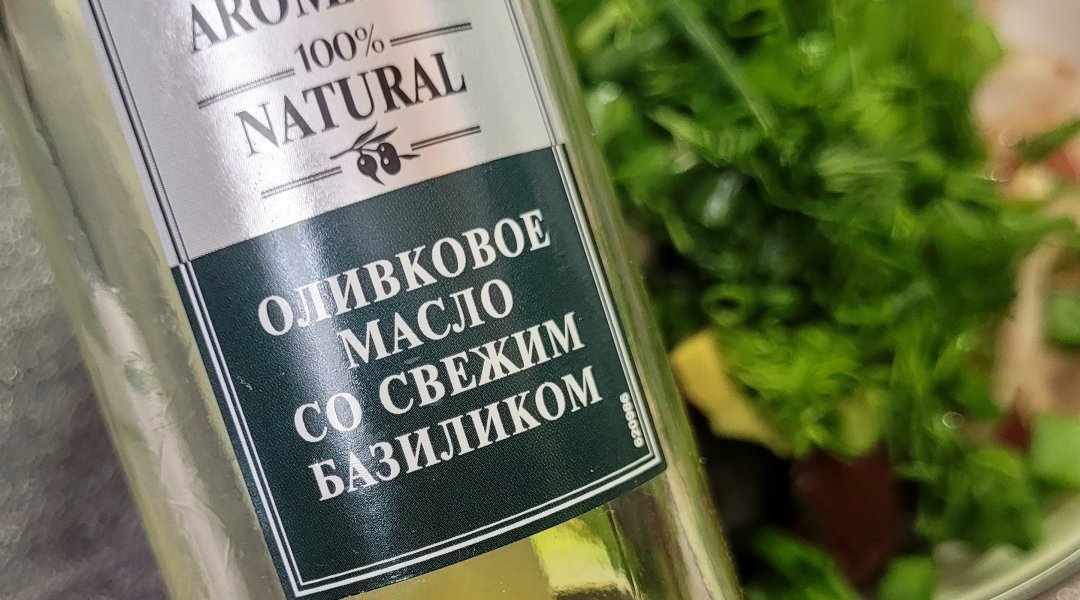 100%
NATURAL
ОЛИВКОВОЕ
МАСЛО
СО СВЕЖИМ
БАЗИЛИКОМ